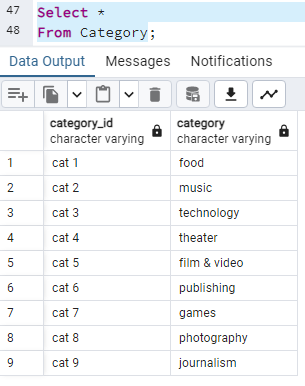 47 Select *
48 From Category;
Data Output Messages Notifications
category_id category
character varying character varying
1 cat 1 food
2 cat 2 music
3 cat 3 technology
4 cat 4 theater
5 cat 5 film & video
6 cat 6 publishing
7 cat 7 games
8 cat 8 photography
9 cat 9 journalism